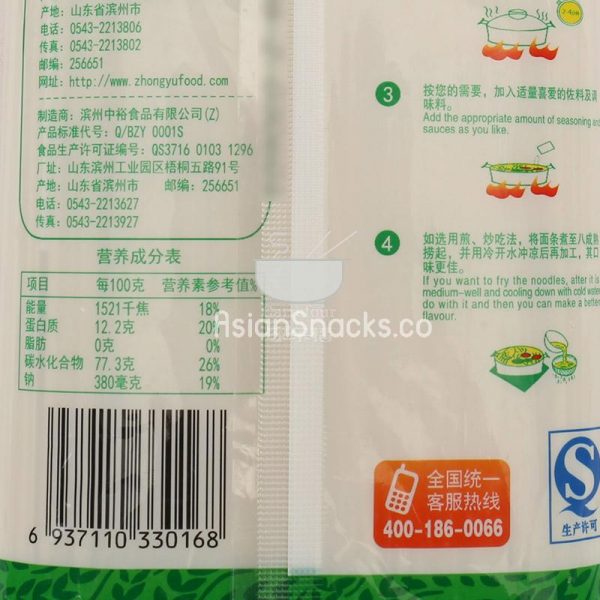 产地：山东省滨州市
电话：0543-2213806
传真：0543-2213802
邮编：256651
网址：http://www.zhongyufood.com
制造商：滨州中裕食品有限公司(Z)
产品标准代号：Q/BZY 0001S
食品生产许可证编号：QS3716 0103 1296
厂址：山东滨州工业园区梧桐五路91号
产地：山东省滨州市 邮编：256651
电话：0543-2213627
传真：0543-2213927
营养成分表
项目 每100克 营养素参考值%
能量 1521千焦 18%
蛋白质 12.2克 20%
脂肪 0克 0%
碳水化合物 77.3克 26%
钠 380毫克 19%
6 937110 330168
3 按您的需要，加入适量喜爱的佐料及调
味料。
Add the appropriate amount of seasoning and
sauces as you like.
4 如选用煎、炒吃法，将面条煮至八成熟
捞起，并用冷开水冲凉后再加工，其口
味更佳。
If you want to fry the noodles, after it is
medium-well and cooling down with cold water
do with it and then you can make a better
flavour.
全国统一
客服热线
400-186-0066
生产许可
AsianSnacks.co